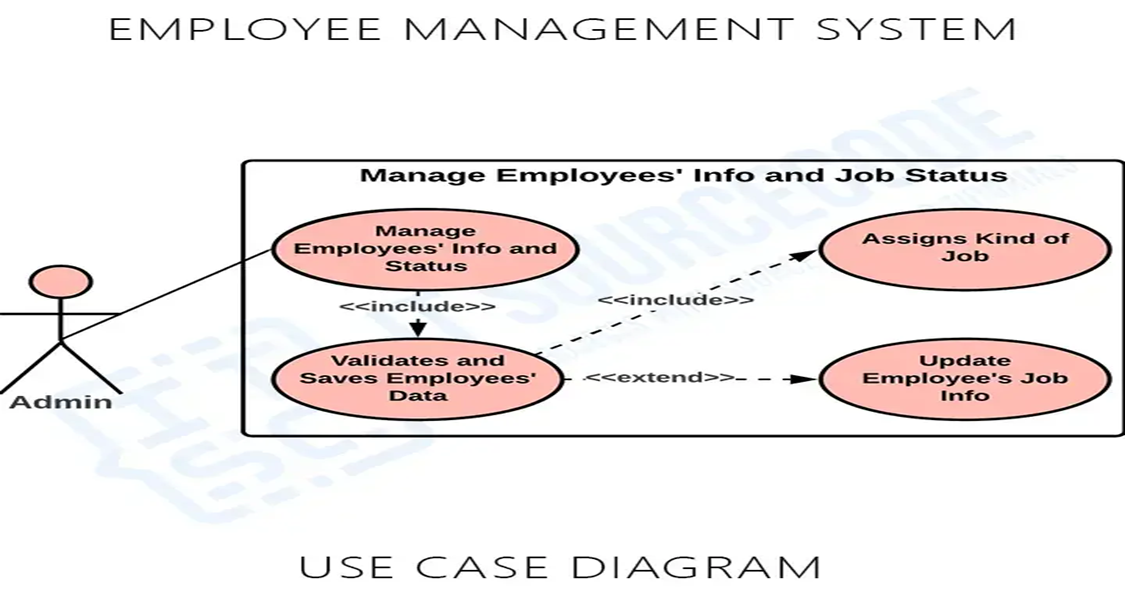 EMPLOYEE MANAGEMENT SYSTEM
Manage Employees' Info and Job Status
Manage
Employees' Info and
Status
Assigns Kind of
Job
<<include>>
<<include>>
Validates and
Saves Employees'
Data
<<extend>>
Update
Employee's Job
Info
Admin
SOURCECODE
USE CASE DIAGRAM